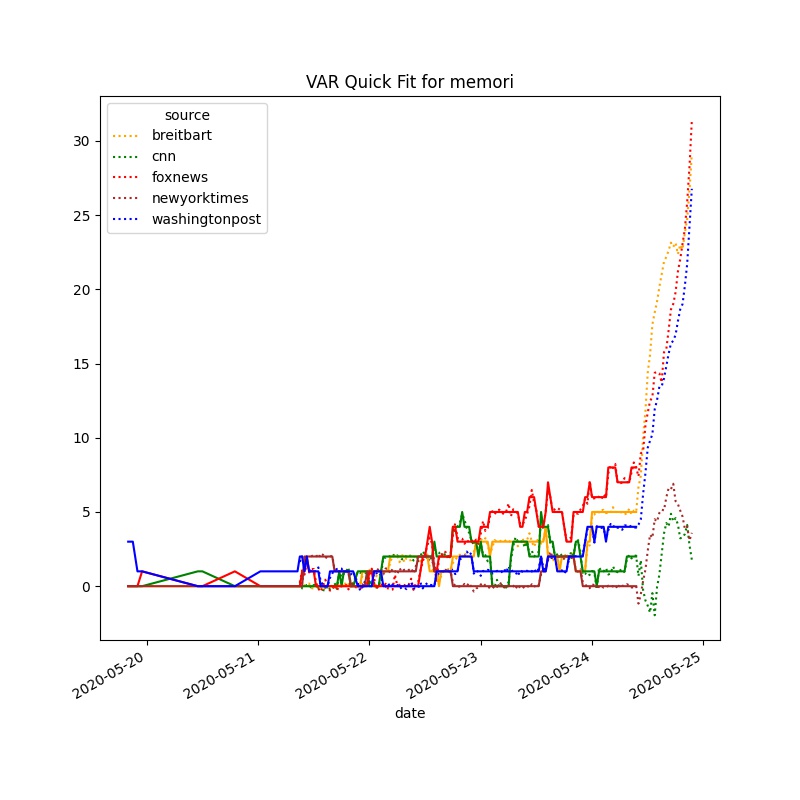 VAR Quick Fit for memori
source
breitbart
cnn
foxnews
newyorktimes
washingtonpost
30
25
20
15
10
5
0
2020-05-20
2020-05-21
2020-05-22
2020-05-23
2020-05-24
2020-05-25
date